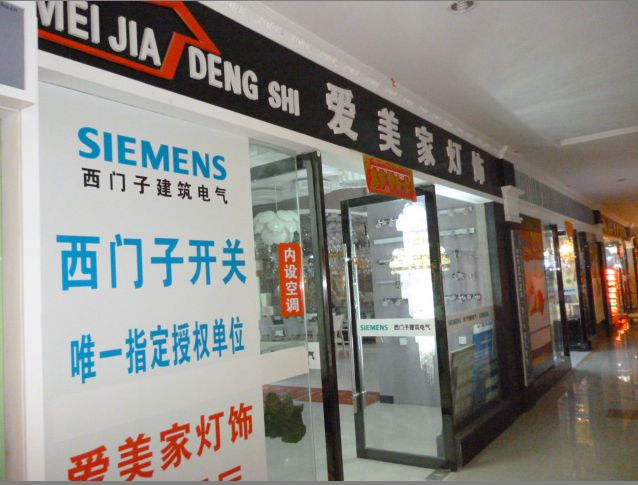 MEI JIA DENG SHI 爱美家灯饰
SIEMENS
西门子建筑电气
西门子开关
唯一指定授权单位
爱美家灯饰
内设空调
SIEMENS 西门子建筑电气